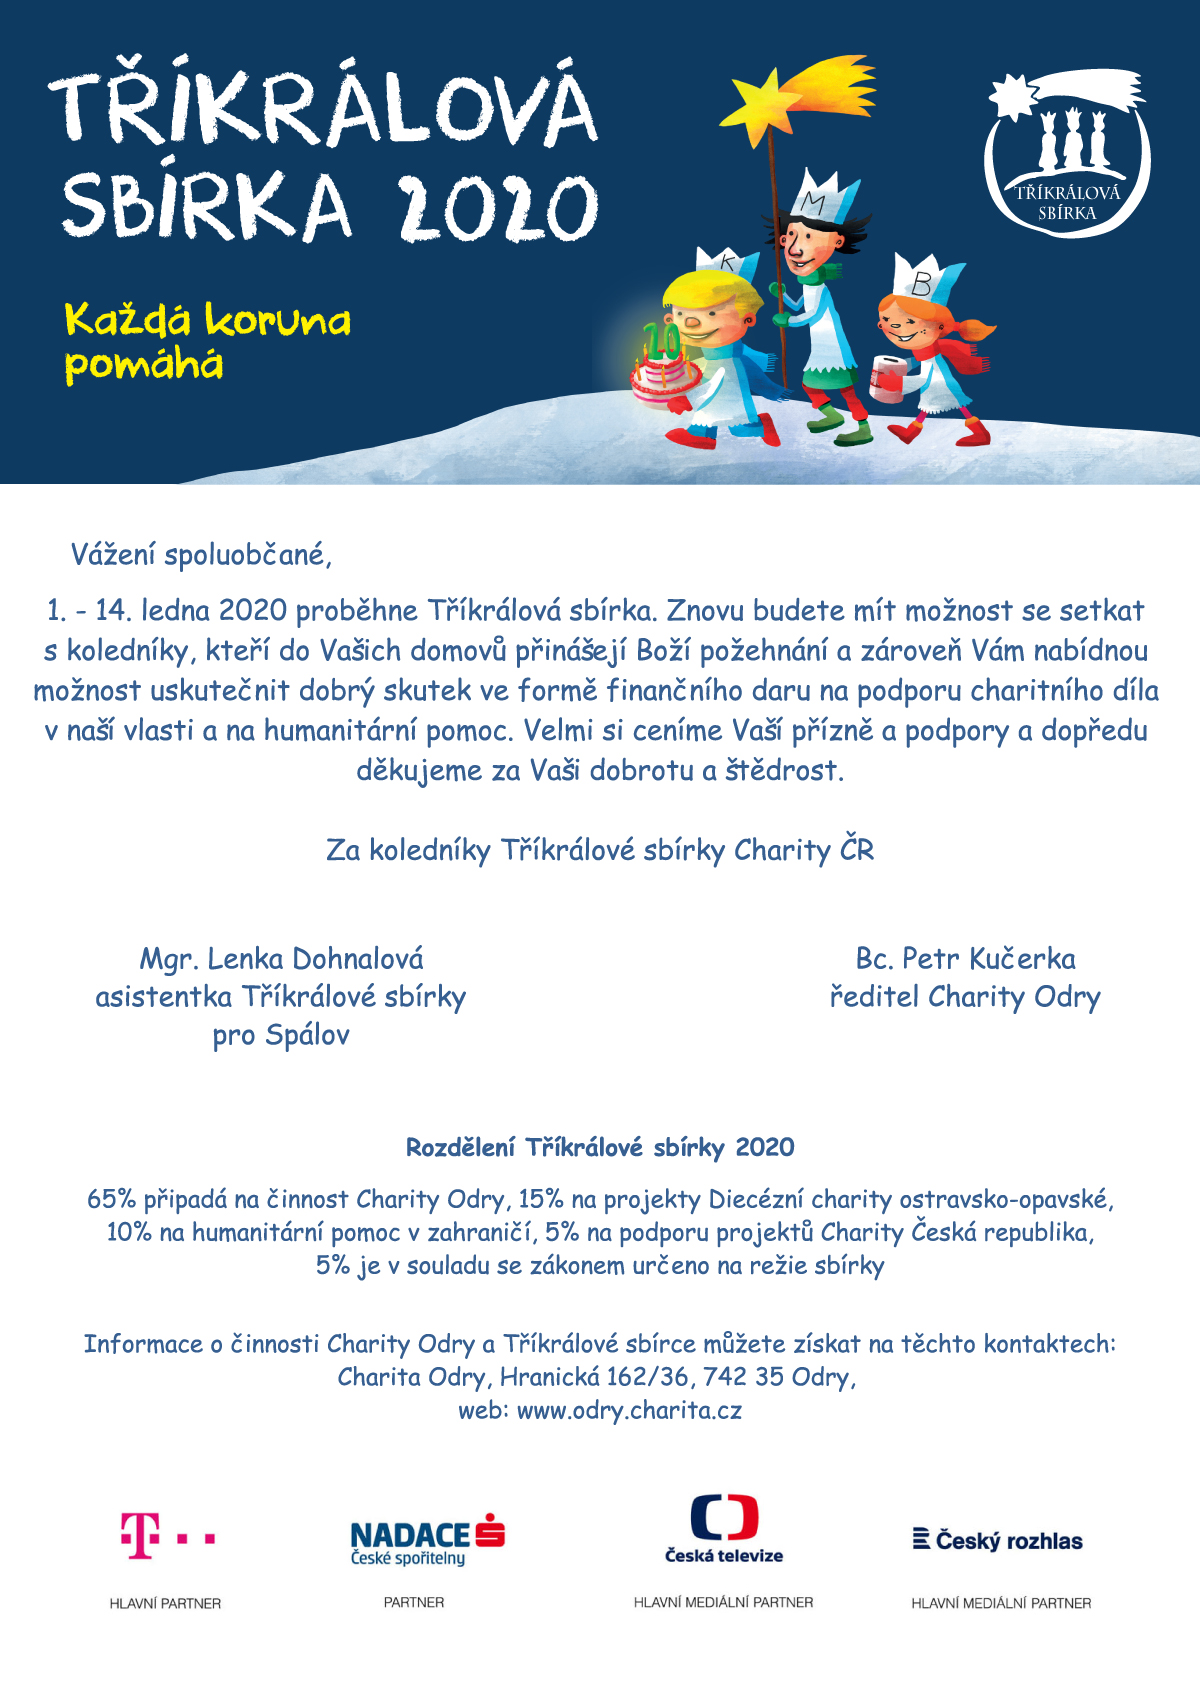 TŘÍKRÁLOVÁ
SBÍRKA 2020
Každá koruna
pomáhá
K
M
B
10
TŘÍKRÁLOVÁ
SBÍRKA
Vážení spoluobčané,
1. - 14. ledna 2020 proběhne Tříkrálová sbírka. Znovu budete mít možnost se setkat
s koledníky, kteří do Vašich domovů přinášejí Boží požehnání a zároveň Vám nabídnou
možnost uskutečnit dobrý skutek ve formě finančního daru na podporu charitního díla
v naší vlasti a na humanitární pomoc. Velmi si ceníme Vaší přízně a podpory a dopředu
děkujeme za Vaši dobrotu a štědrost.
Za koledníky Tříkrálové sbírky Charity ČR
Mgr. Lenka Dohnalová
asistentka Tříkrálové sbírky
pro Spálov
Bc. Petr Kučerka
ředitel Charity Odry
Rozdělení Tříkrálové sbírky 2020
65% připadá na činnost Charity Odry, 15% na projekty Diecézní charity ostravsko-opavské,
10% na humanitární pomoc v zahraničí, 5% na podporu projektů Charity Česká republika,
5% je v souladu se zákonem určeno na režie sbírky
Informace o činnosti Charity Odry a Tříkrálové sbírce můžete získat na těchto kontaktech:
Charita Odry, Hranická 162/36, 742 35 Odry,
web: www.odry.charita.cz
T
HLAVNÍ PARTNER
NADACE
České spořitelny
PARTNER
Česká televize
HLAVNÍ MEDIÁLNÍ PARTNER
Český rozhlas
HLAVNÍ MEDIÁLNÍ PARTNER